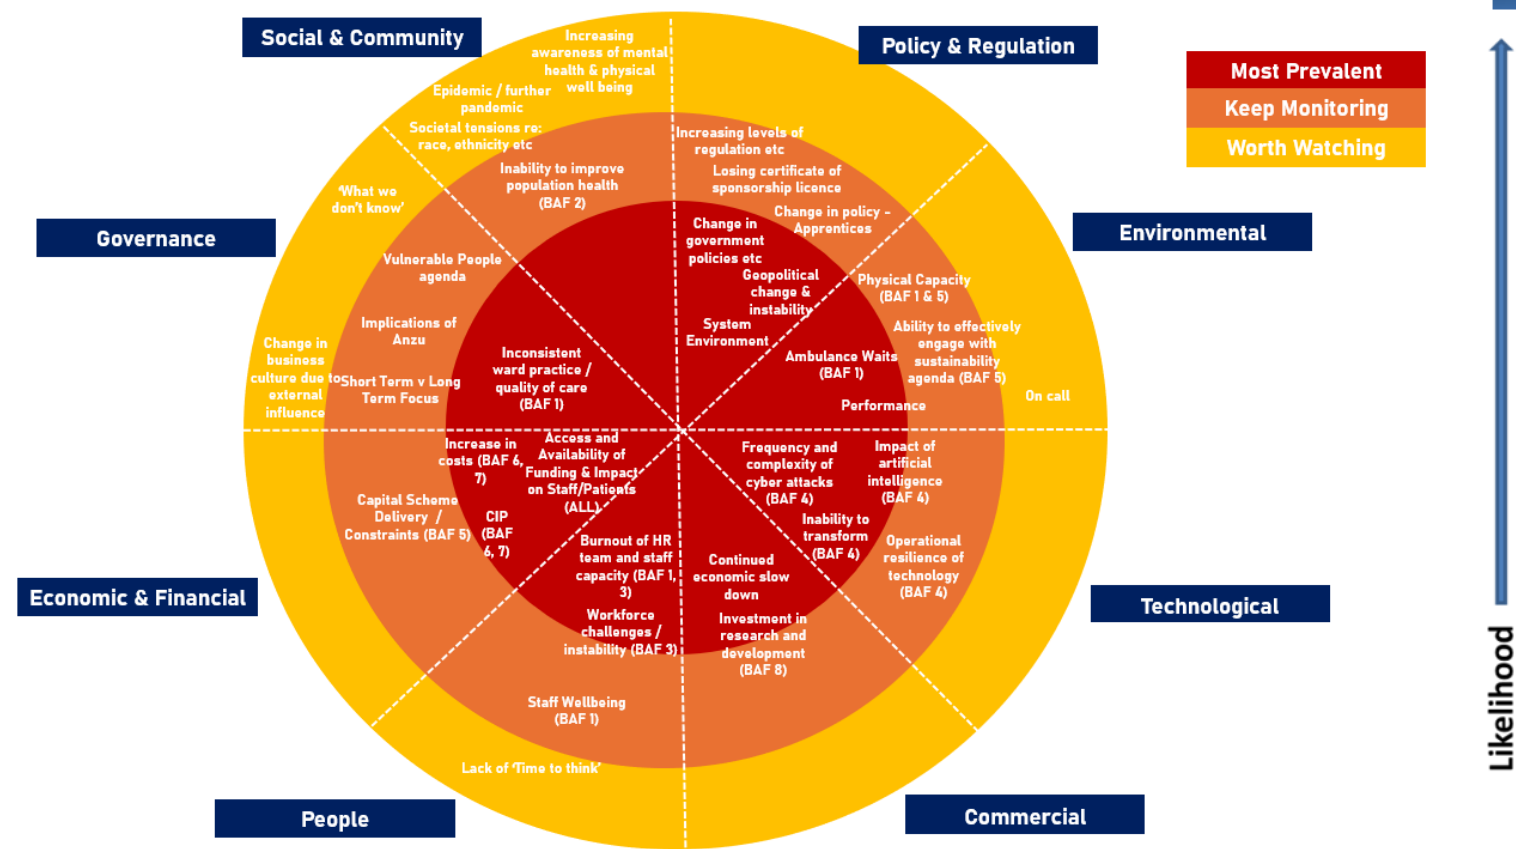 Social & Community
Policy & Regulation
Environmental
Technological
Commercial
People
Economic & Financial
Governance
Most Prevalent
Keep Monitoring
Worth Watching
Likelihood
Increasing
awareness of mental
health & physical
well being
Epidemic / further
pandemic
Societal tensions re:
race, ethnicity etc
Inability to improve
population health
(BAF 2)
Increasing levels of
regulation etc
Losing certificate of
sponsorship licence
Change in policy –
Apprentices
Change in
government
policies etc
Geopolitical
change &
instability
System
Environment
Physical Capacity
(BAF 1 & 5)
Ability to effectively
engage with
sustainability
agenda (BAF 5)
Ambulance Waits
(BAF 1)
Performance
On call
Frequency and
complexity of
cyber attacks
(BAF 4)
Impact of
artificial
intelligence
(BAF 4)
Inability to
transform
(BAF 4)
Operational
resilience of
technology
(BAF 4)
Continued
economic slow
down
Investment in
research and
development
(BAF 8)
Burnout of HR
team and staff
capacity (BAF 1,
3)
Workforce
challenges /
instability (BAF 3)
Staff Wellbeing
(BAF 1)
Lack of ‘Time to think’
Increase in
costs (BAF 6,
7)
Access and
Availability of
Funding & Impact
on Staff/Patients
(ALL)
CIP
(BAF
6, 7)
Capital Scheme
Delivery /
Constraints (BAF 5)
‘What we
don’t know’
Vulnerable People
agenda
Implications of
Anzu
Short Term v Long
Term Focus
Change in
business
culture due to
external
influence
Inconsistent
ward practice /
quality of care
(BAF 1)